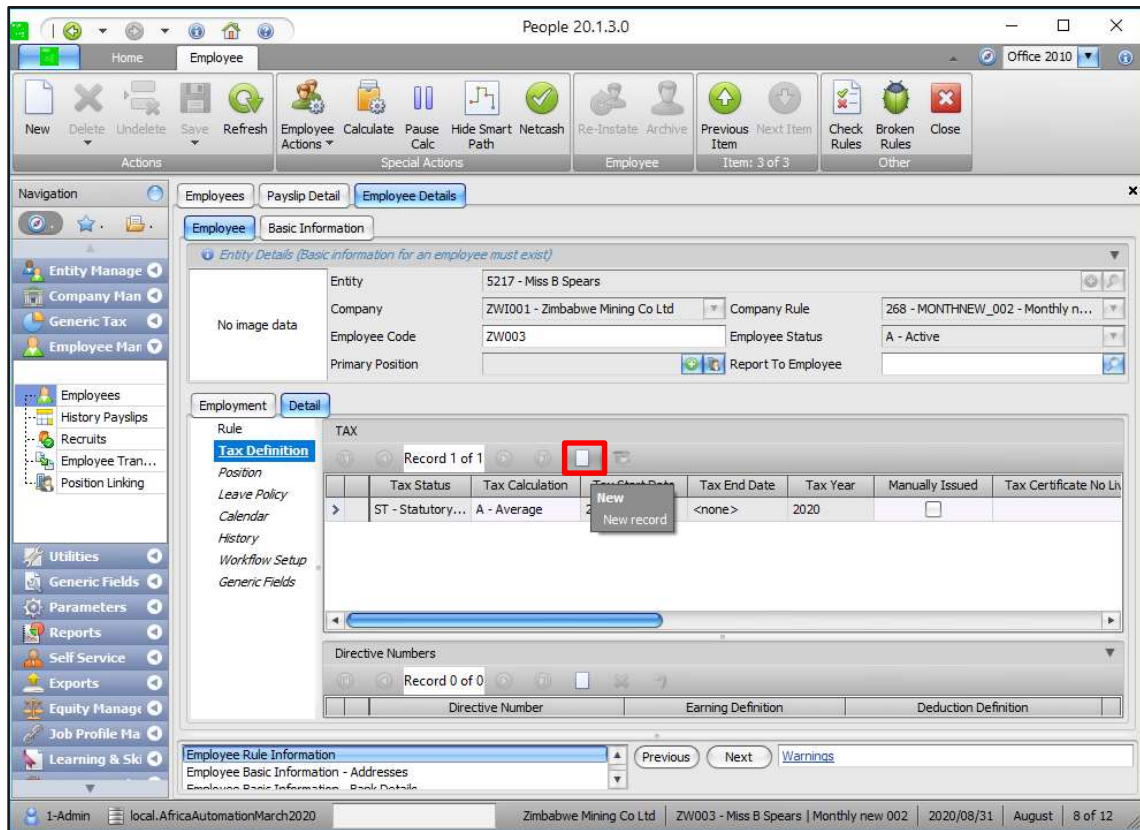 People 20.1.3.0
Home
Employee
Office 2010
New
Delete
Undelete
Save
Refresh
Employee Actions
Calculate
Pause Calc
Hide Smart Path
Netcash
Re-Instate
Archive
Previous Item
Next Item
Check Rules
Broken Rules
Close
Actions
Special Actions
Employee
Item: 3 of 3
Other
Navigation
Employees
Payslip Detail
Employee Details
Employee
Basic Information
Entity Details (Basic information for an employee must exist)
Entity Manage
Company Man
Generic Tax
Employee Man
Employees
History Payslips
Recruits
Employee Tran...
Position Linking
Utilities
Generic Fields
Parameters
Reports
Self Service
Exports
Equity Manage
Job Profile Ma
Learning & Ski
No image data
Entity
5217 - Miss B Spears
Company
ZWI001 - Zimbabwe Mining Co Ltd
Company Rule
268 - MONTHNEW_002 - Monthly n...
Employee Code
ZW003
Employee Status
A - Active
Primary Position
Report To Employee
Employment
Detail
Rule
Tax Definition
Position
Leave Policy
Calendar
History
Workflow Setup
Generic Fields
TAX
Record 1 of 1
Tax Status
Tax Calculation
Tax Start Date
Tax End Date
Tax Year
Manually Issued
Tax Certificate No Liv
ST - Statutory...
A - Average
2
<none>
2020
New
New record
Directive Numbers
Record 0 of 0
Directive Number
Earning Definition
Deduction Definition
Employee Rule Information
Employee Basic Information - Addresses
Employee Basic Information - Bank Details
Previous
Next
Warnings
1-Admin
local.AfricaAutomationMarch2020
Zimbabwe Mining Co Ltd
ZW003 - Miss B Spears | Monthly new 002
2020/08/31
August
8 of 12